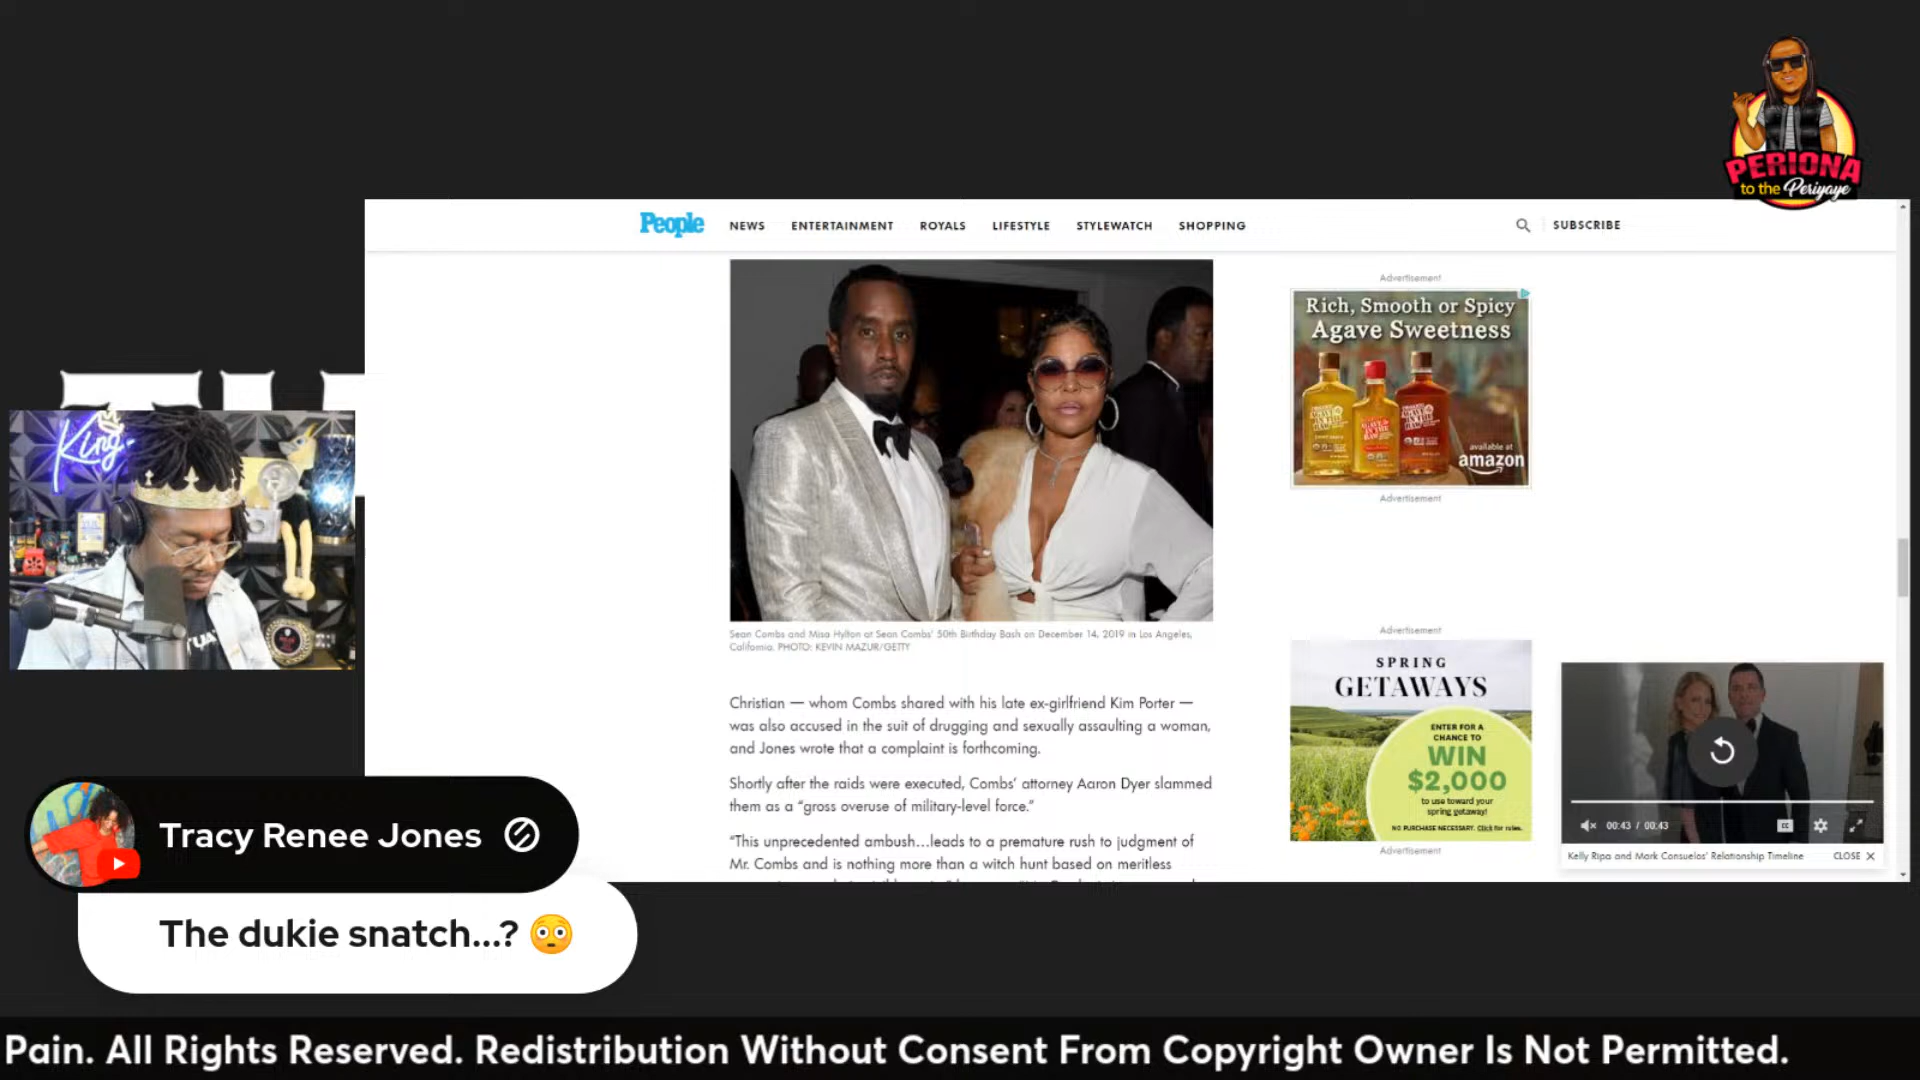 PERIONA
to the Periyaye
People
NEWS ENTERTAINMENT ROYALS LIFESTYLE STYLEWATCH SHOPPING
SUBSCRIBE
King
Sean Combs and Misa Hylton at Sean Combs' 50th Birthday Bash on December 14, 2019 in Los Angeles,
California. PHOTO: KEVIN MAZUR/GETTY
Christian — whom Combs shared with his late ex-girlfriend Kim Porter —
was also accused in the suit of drugging and sexually assaulting a woman,
and Jones wrote that a complaint is forthcoming.
Shortly after the raids were executed, Combs' attorney Aaron Dyer slammed
them as a “gross overuse of military-level force.”
“This unprecedented ambush...leads to a premature rush to judgment of
Mr. Combs and is nothing more than a witch hunt based on meritless
Advertisement
Rich, Smooth or Spicy
Agave Sweetness
available at
amazon
Advertisement
Advertisement
SPRING
GETAWAYS
ENTER FOR A
CHANCE TO
WIN
$2,000
to use toward your
spring getaway!
NO PURCHASE NECESSARY. Click for rules.
Advertisement
00:43 / 00:43
CC
Kelly Ripa and Mark Consuelos' Relationship Timeline
CLOSE X
Tracy Renee Jones
The dukie snatch...? 😳
Pain. All Rights Reserved. Redistribution Without Consent From Copyright Owner Is Not Permitted.